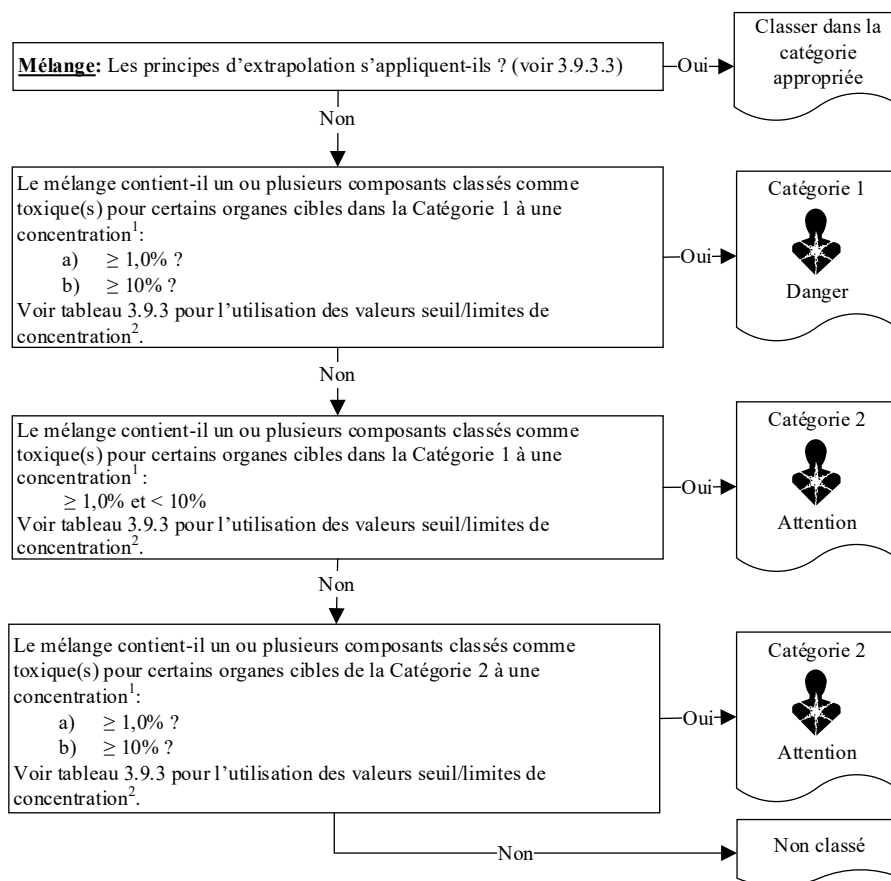 Classer dans la
catégorie
appropriée
Mélange: Les principes d'extrapolation s'appliquent-ils ? (voir 3.9.3.3)
Oui
Non
Le mélange contient-il un ou plusieurs composants classés comme
toxique(s) pour certains organes cibles dans la Catégorie 1 à une
concentration¹:
a) ≥ 1,0% ?
b) ≥ 10% ?
Voir tableau 3.9.3 pour l'utilisation des valeurs seuil/limites de
concentration².
Oui
Catégorie 1
Danger
Non
Le mélange contient-il un ou plusieurs composants classés comme
toxique(s) pour certains organes cibles dans la Catégorie 1 à une
concentration¹ :
≥ 1,0% et < 10%
Voir tableau 3.9.3 pour l'utilisation des valeurs seuil/limites de
concentration².
Oui
Catégorie 2
Attention
Non
Le mélange contient-il un ou plusieurs composants classés comme
toxique(s) pour certains organes cibles de la Catégorie 2 à une
concentration¹:
a) ≥ 1,0% ?
b) ≥ 10% ?
Voir tableau 3.9.3 pour l'utilisation des valeurs seuil/limites de
concentration².
Oui
Catégorie 2
Attention
Non
Non classé